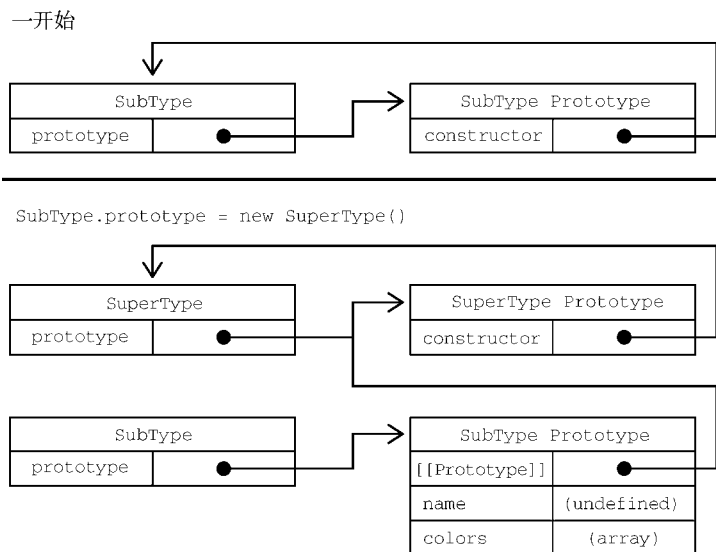 一开始
SubType
SubType Prototype
prototype
constructor
SubType.prototype = new SuperType()
SuperType
SuperType Prototype
prototype
constructor
SubType
SubType Prototype
prototype
[[Prototype]]
name
(undefined)
colors
(array)